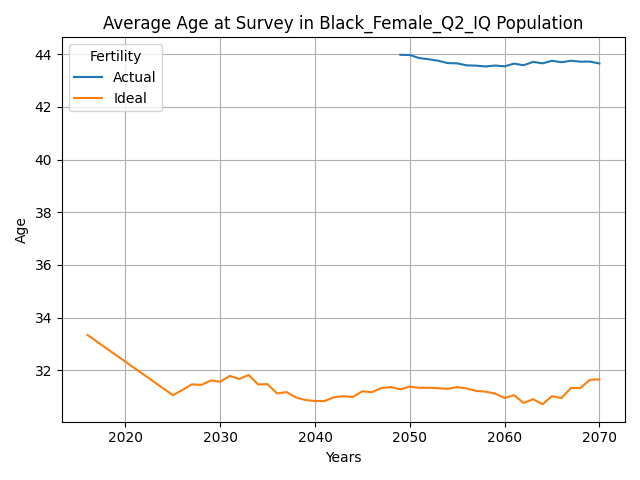 Average Age at Survey in Black_Female_Q2_IQ Population
Fertility
Actual
Ideal
44
42
40
38
36
34
32
Age
2020
2030
2040
2050
2060
2070
Years